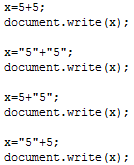 x=5+5;
document.write(x);
x="5"+"5";
document.write(x);
x=5+"5";
document.write(x);
x="5"+5;
document.write(x);